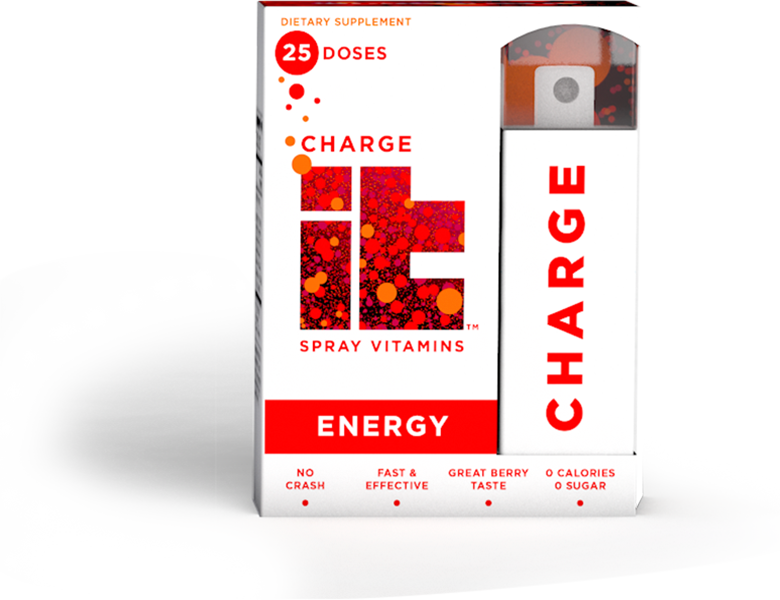 DIETARY SUPPLEMENT
25 DOSES
CHARGE
it™
SPRAY VITAMINS
ENERGY
CHARGE
NO CRASH
FAST & EFFECTIVE
GREAT BERRY TASTE
0 CALORIES 0 SUGAR